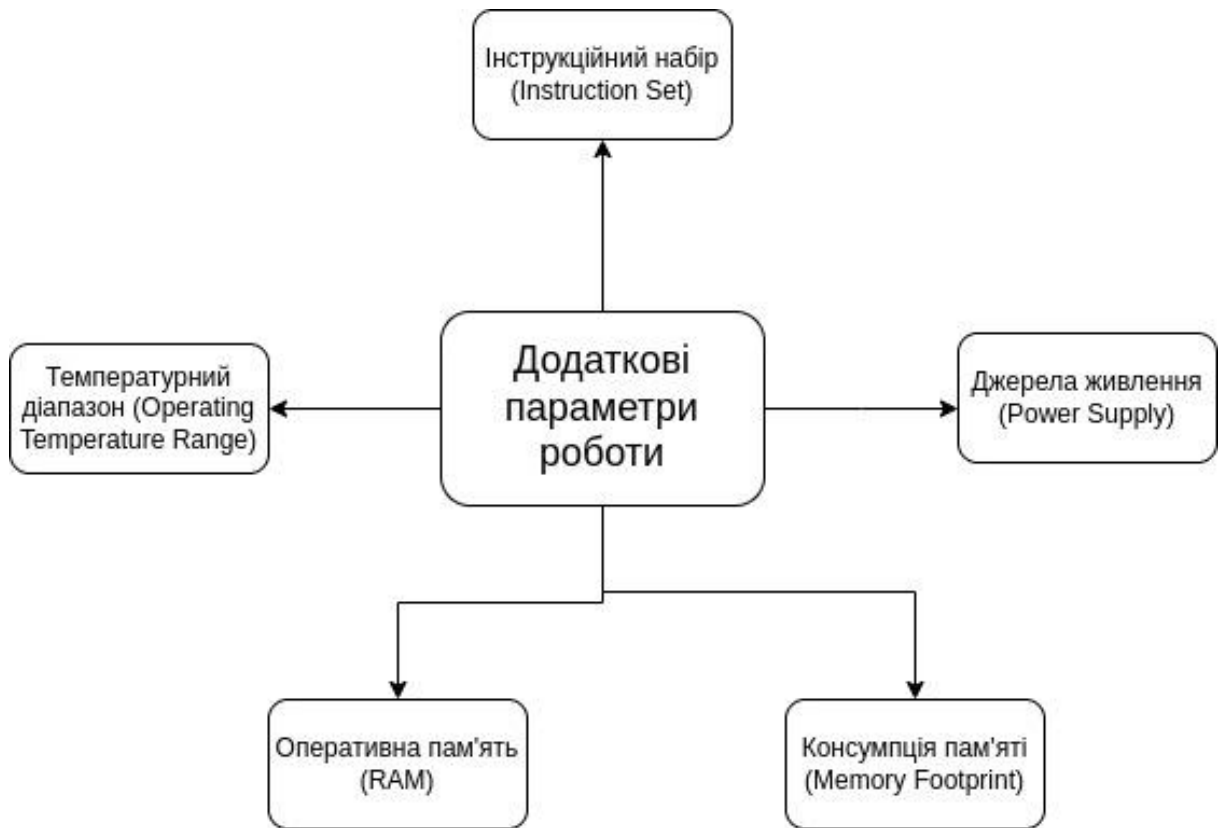 Інструкційний набір
(Instruction Set)
Додаткові
параметри
роботи
Температурний
діапазон (Operating
Temperature Range)
Джерела живлення
(Power Supply)
Оперативна пам'ять
(RAM)
Консумпція пам'яті
(Memory Footprint)